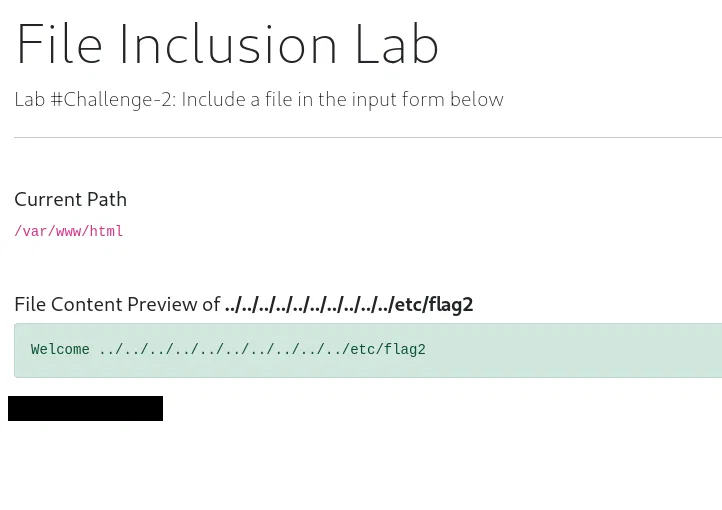 File Inclusion Lab
Lab #Challenge-2: Include a file in the input form below
Current Path
/var/www/html
File Content Preview of ../../../../../../../../../../etc/flag2
Welcome ../../../../../../../../../../etc/flag2